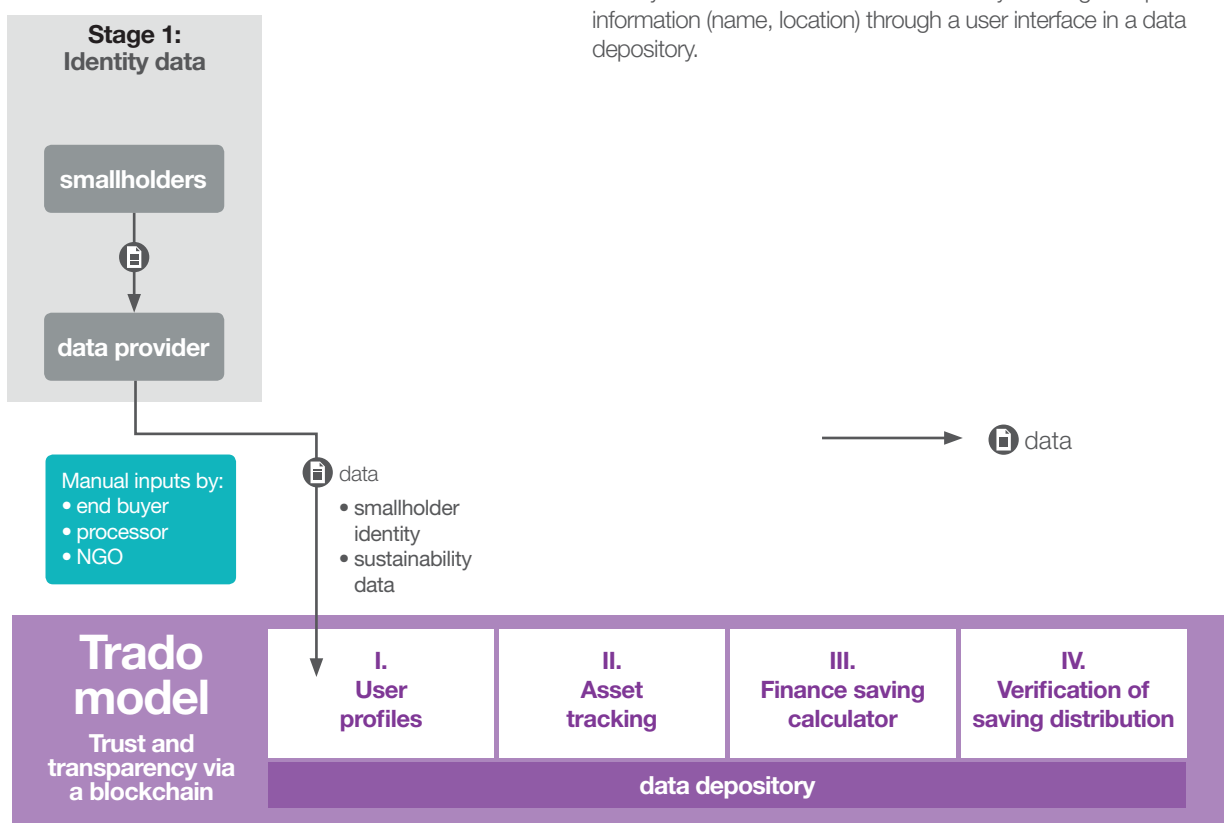 information (name, location) through a user interface in a data
depository.
Stage 1:
Identity data
smallholders
data provider
data
Manual inputs by:
• end buyer
• processor
• NGO
data
• smallholder
identity
• sustainability
data
Trado
model
Trust and
transparency via
a blockchain
I.
User
profiles
II.
Asset
tracking
III.
Finance saving
calculator
IV.
Verification of
saving distribution
data depository